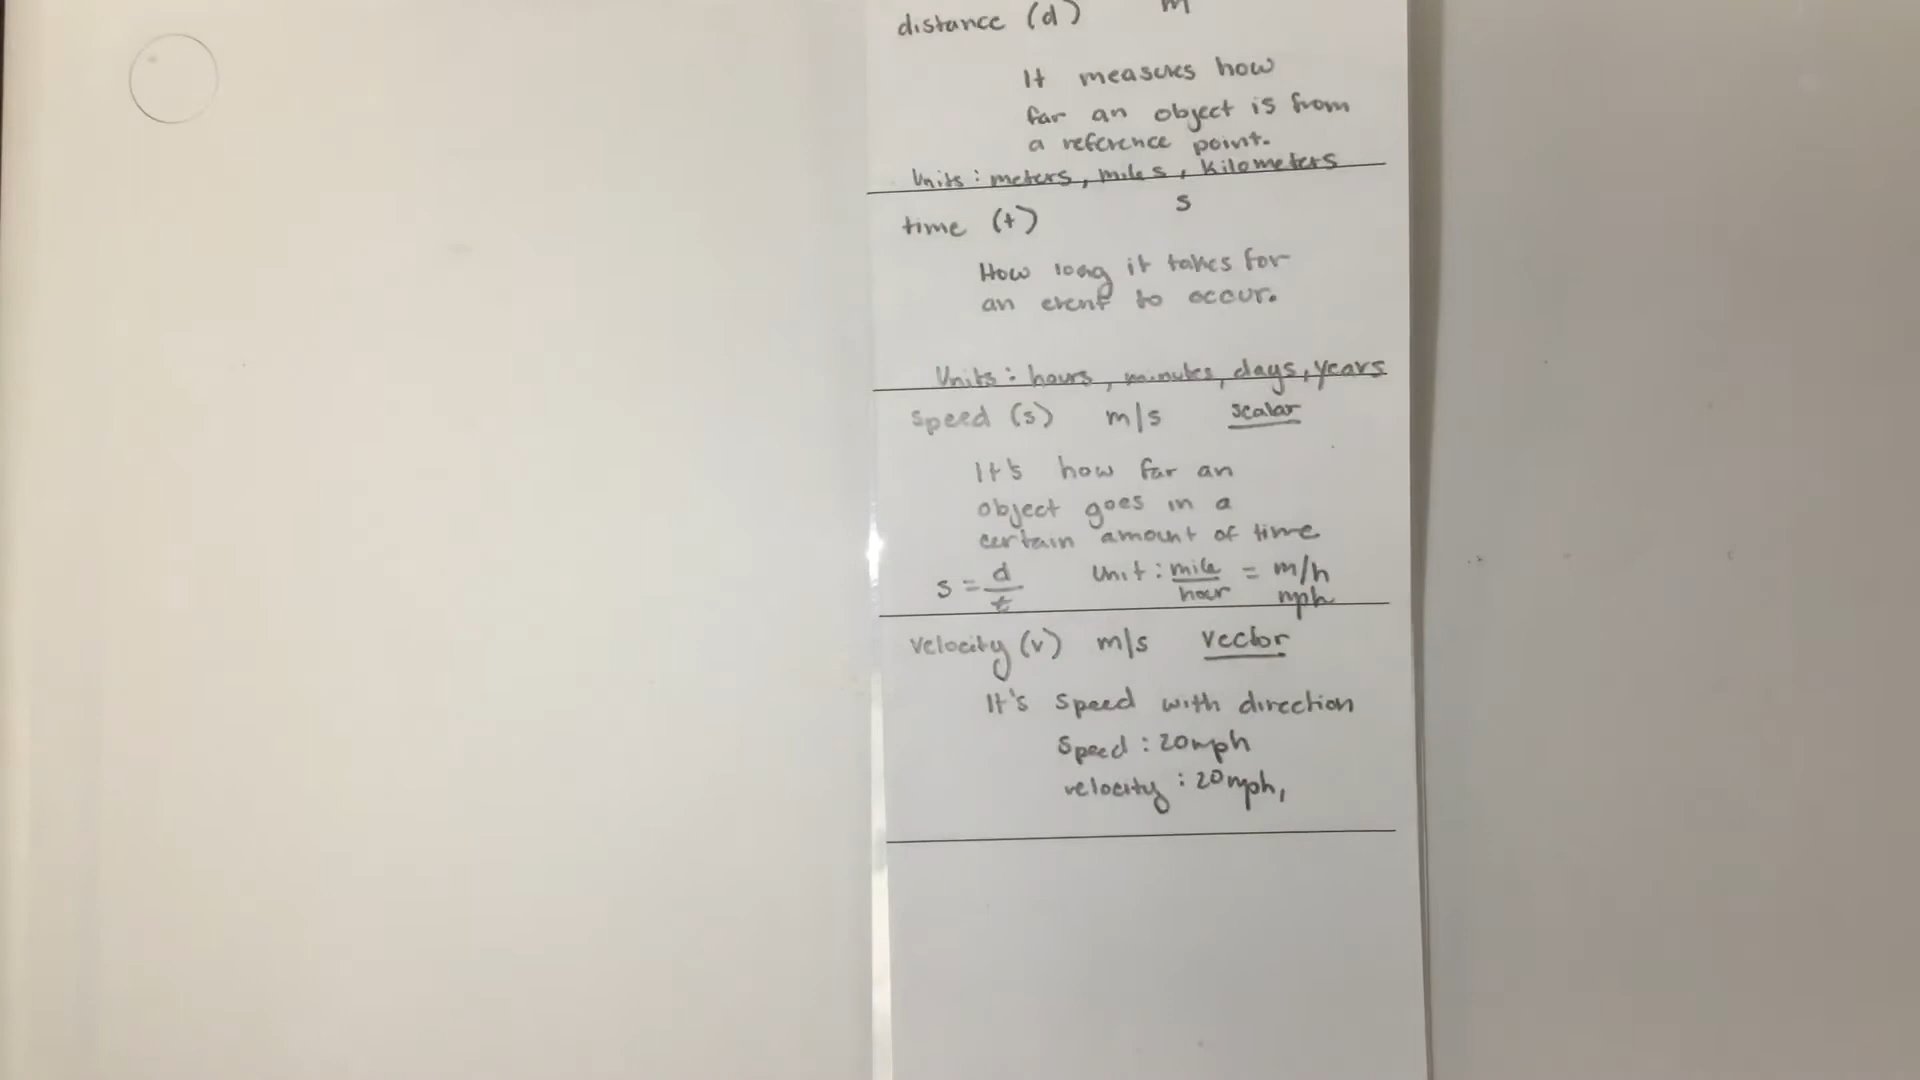 distance (d) m
It measures how
far an object is from
a reference point.
Units: meters, miles, kilometers
time (t) s
How long it takes for
an event to occur.
Units: hours, minutes, days, years
speed (s) m/s scalar
It's how far an
object goes in a
certain amount of time
s = d/t Unit: mile/hour = m/h
mph
velocity (v) m/s vector
It's speed with direction
speed: 20mph
velocity: 20mph,